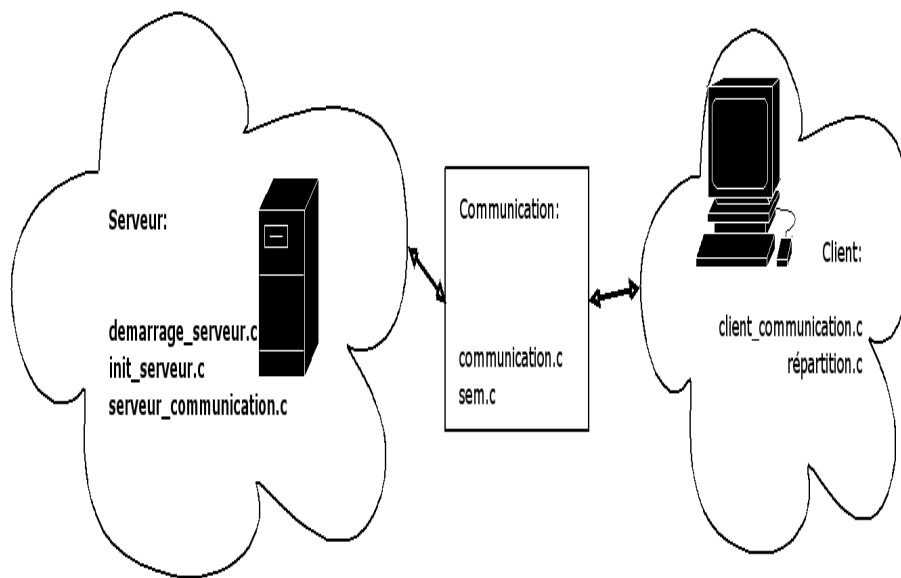 Serveur:
demarrage_serveur.c
init_serveur.c
serveur_communication.c
Communication:
communication.c
sem.c
Client:
client_communication.c
répartition.c